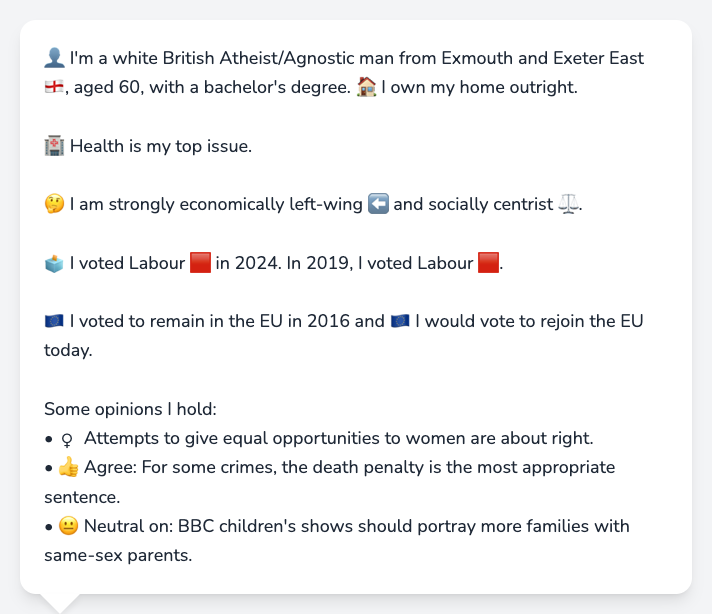 👤 I'm a white British Atheist/Agnostic man from Exmouth and Exeter East
🏴󠁧󠁢󠁥󠁮󠁧󠁿, aged 60, with a bachelor's degree. 🏠 I own my home outright.
🏥 Health is my top issue.
🤔 I am strongly economically left-wing ⬅️ and socially centrist ⚖️.
🗳️ I voted Labour 🟥 in 2024. In 2019, I voted Labour 🟥.
🇪🇺 I voted to remain in the EU in 2016 and 🇪🇺 I would vote to rejoin the EU
today.
Some opinions I hold:
• ♀ Attempts to give equal opportunities to women are about right.
• 👍 Agree: For some crimes, the death penalty is the most appropriate
sentence.
• 😐 Neutral on: BBC children's shows should portray more families with
same-sex parents.